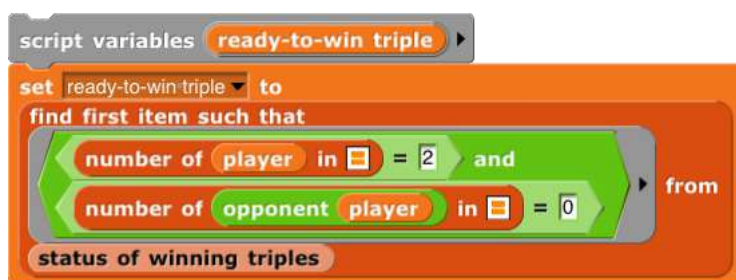 script variables ready-to-win triple
set ready-to-win triple to
find first item such that
number of player in = 2 and
number of opponent player in = 0
from
status of winning triples